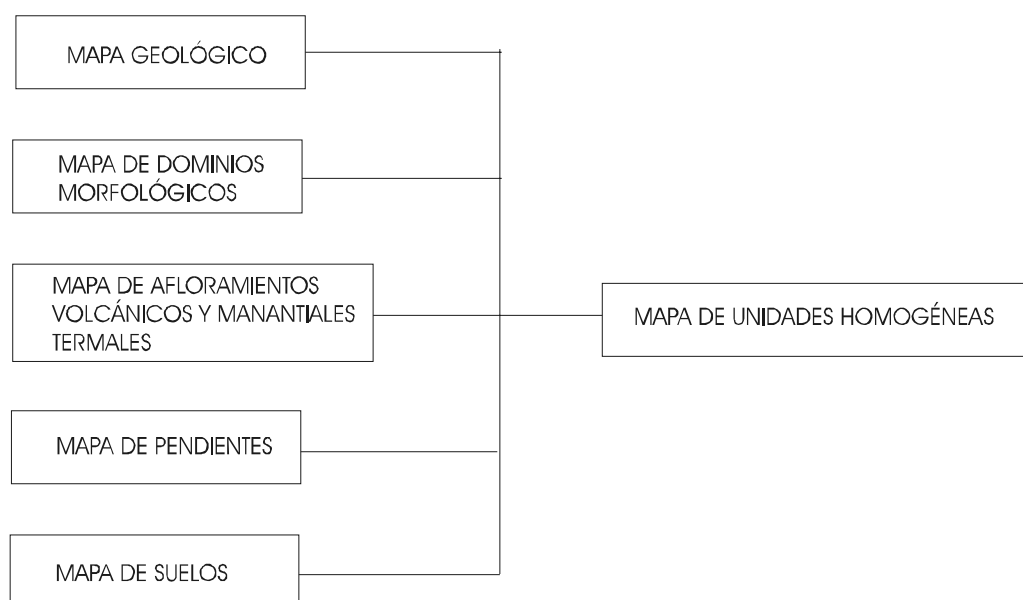 MAPA GEOLÓGICO
MAPA DE DOMINIOS
MORFOLÓGICOS
MAPA DE AFLORAMIENTOS
VOLCÁNICOS Y MANANTIALES
TERMALES
MAPA DE UNIDADES HOMOGÉNEAS
MAPA DE PENDIENTES
MAPA DE SUELOS